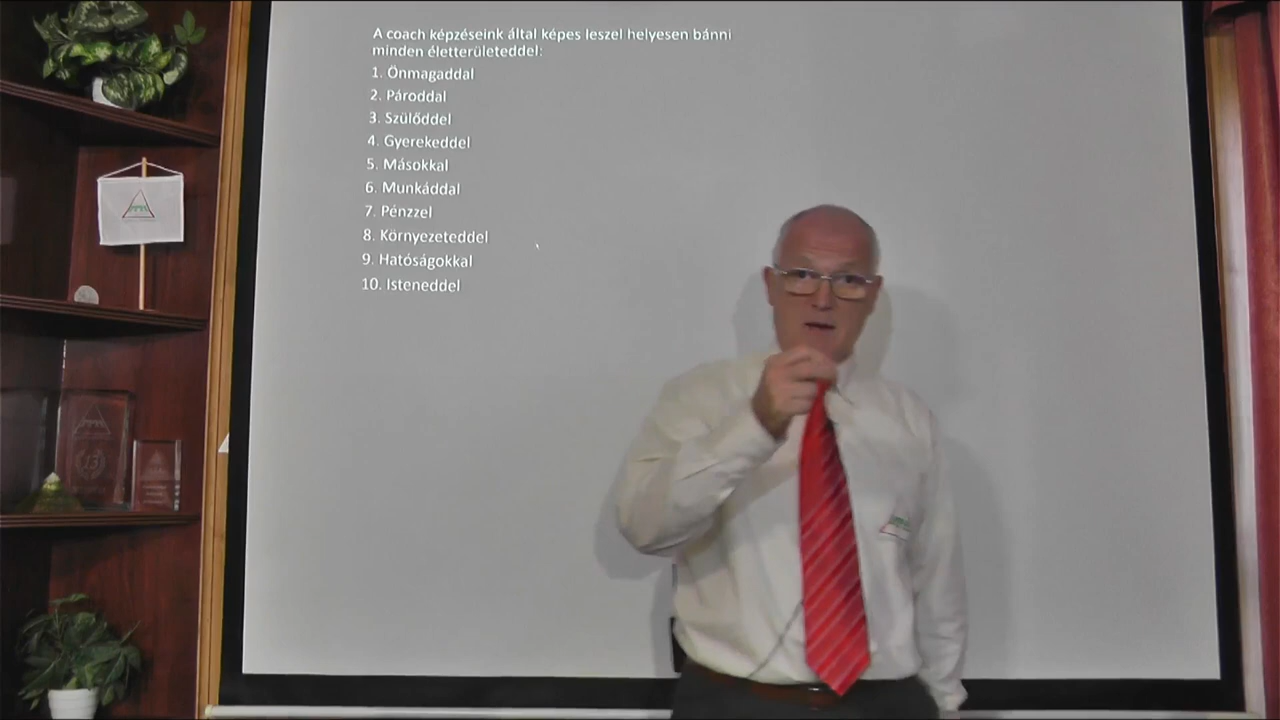 A coach képzéseink által képes leszel helyesen bánni
minden életterületeddel:
1. Önmagaddal
2. Pároddal
3. Szülőddel
4. Gyerekeddel
5. Másokkal
6. Munkáddal
7. Pénzzel
8. Környezeteddel
9. Hatóságokkal
10. Isteneddel
13